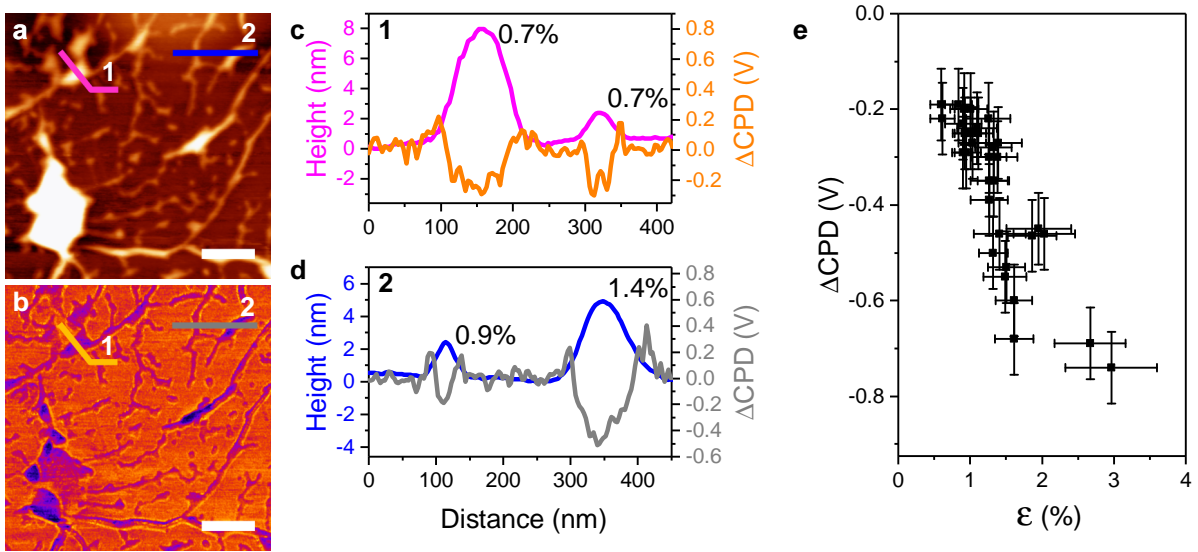 a
2
1
b
2
1
c
1
0.7%
0.7%
8
6
4
2
0
-2
Height (nm)
0.8
0.6
0.4
0.2
0.0
-0.2
ΔCPD (V)
0 100 200 300 400
d
2
0.9%
1.4%
6
4
2
0
-2
-4
Height (nm)
0.8
0.6
0.4
0.2
0.0
-0.2
-0.4
-0.6
ΔCPD (V)
0 100 200 300 400
Distance (nm)
e
0.0
-0.2
-0.4
-0.6
-0.8
ΔCPD (V)
0 1 2 3 4
ε (%)